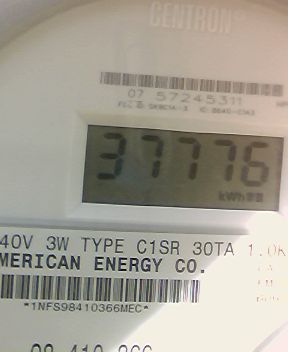 CENTRON®
07 57245311
37776
kWh
40V 3W TYPE C1SR 30TA 1.0K
MERICAN ENERGY CO.
*1NFS98410366MEC*